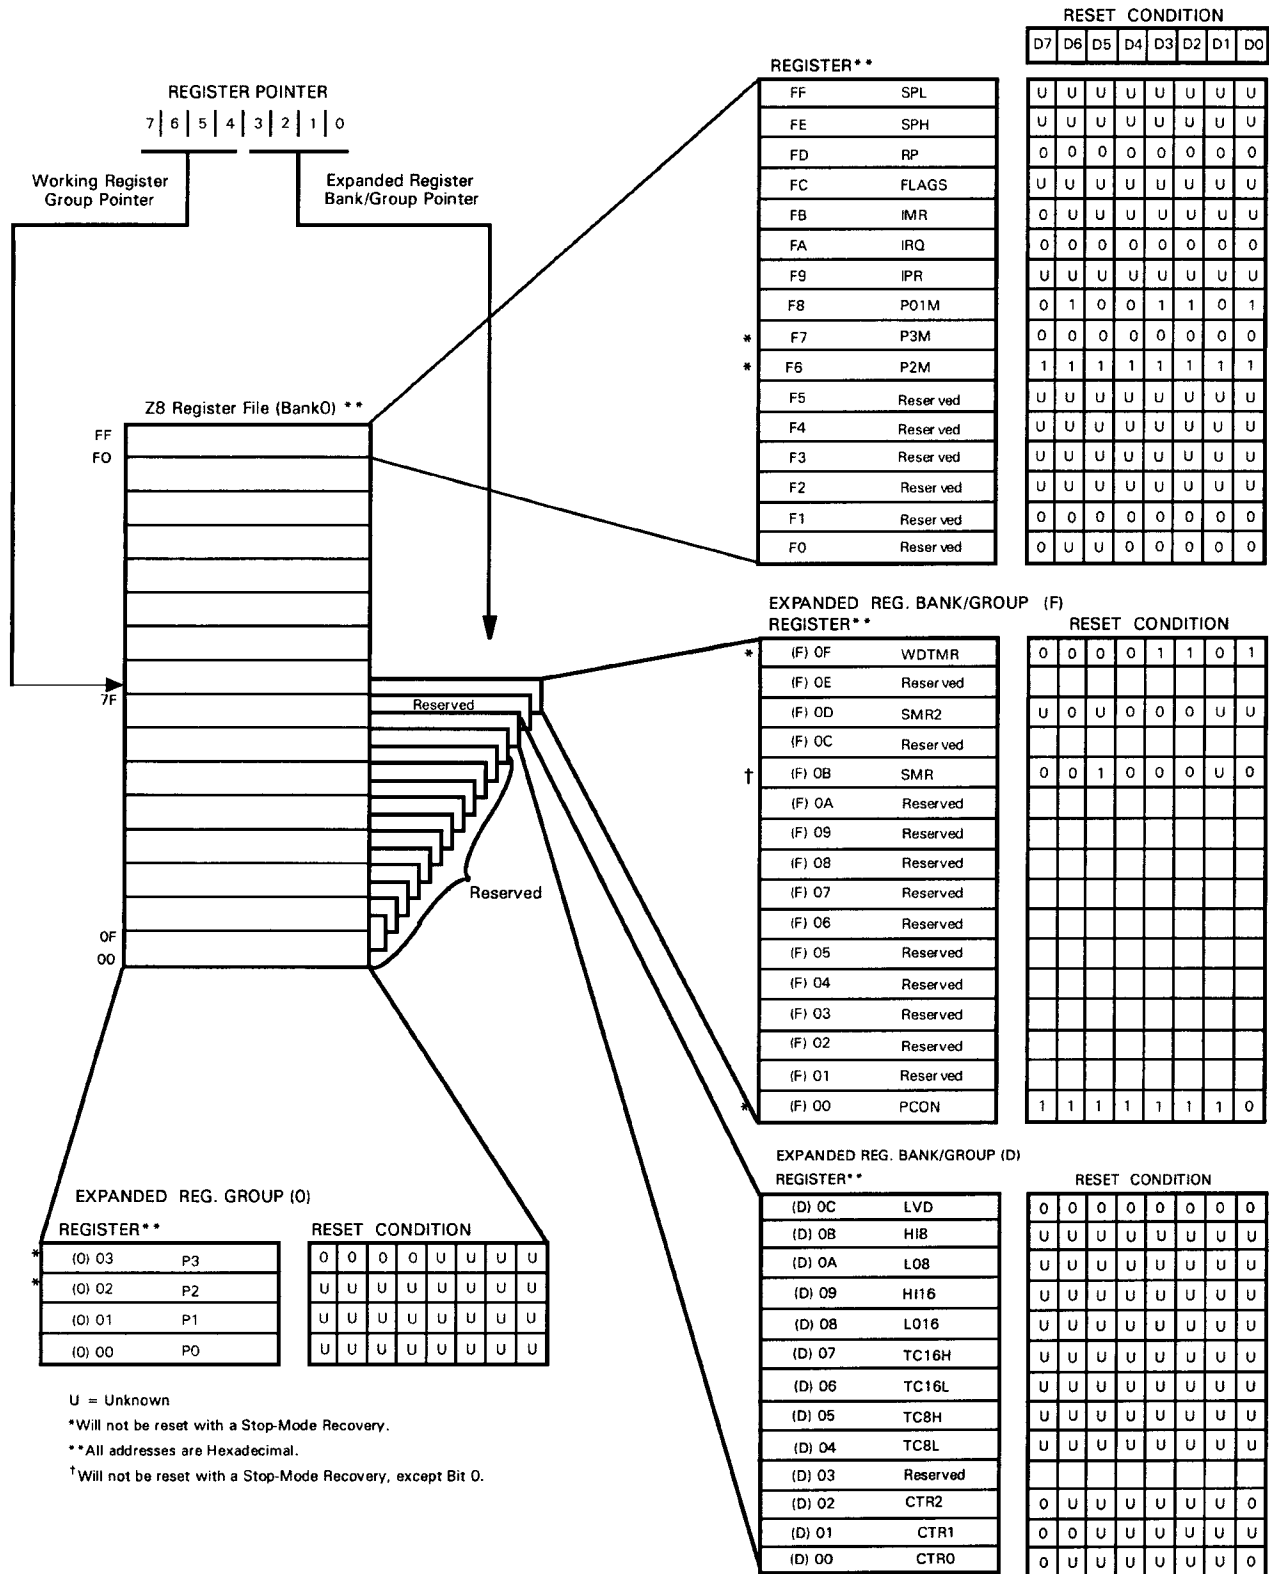 RESET CONDITION
D7 D6 D5 D4 D3 D2 D1 D0
REGISTER**
FF SPL U U U U U U U U
FE SPH U U U U U U U U
FD RP 0 0 0 0 0 0 0 0
FC FLAGS U U U U U U U U
FB IMR 0 U U U U U U U
FA IRQ 0 0 0 0 0 0 0 0
F9 IPR U U U U U U U U
F8 P01M 0 1 0 0 1 1 0 1
* F7 P3M 0 0 0 0 0 0 0 0
* F6 P2M 1 1 1 1 1 1 1 1
F5 Reserved U U U U U U U U
F4 Reserved U U U U U U U U
F3 Reserved U U U U U U U U
F2 Reserved U U U U U U U U
F1 Reserved 0 0 0 0 0 0 0 0
F0 Reserved 0 U U 0 0 0 0 0
REGISTER POINTER
7 6 5 4 3 2 1 0
Working Register
Group Pointer
Expanded Register
Bank/Group Pointer
Z8 Register File (Bank0) **
FF
F0
7F
0F
00
Reserved
Reserved
EXPANDED REG. BANK/GROUP (F)
REGISTER** RESET CONDITION
* (F) 0F WDTMR 0 0 0 0 1 1 0 1
(F) 0E Reserved
(F) 0D SMR2 U 0 U 0 0 0 U U
(F) 0C Reserved
† (F) 0B SMR 0 0 1 0 0 0 U 0
(F) 0A Reserved
(F) 09 Reserved
(F) 08 Reserved
(F) 07 Reserved
(F) 06 Reserved
(F) 05 Reserved
(F) 04 Reserved
(F) 03 Reserved
(F) 02 Reserved
(F) 01 Reserved
* (F) 00 PCON 1 1 1 1 1 1 1 0
EXPANDED REG. BANK/GROUP (D)
REGISTER** RESET CONDITION
(D) 0C LVD 0 0 0 0 0 0 0 0
(D) 0B HI8 U U U U U U U U
(D) 0A L08 U U U U U U U U
(D) 09 HI16 U U U U U U U U
(D) 08 L016 U U U U U U U U
(D) 07 TC16H U U U U U U U U
(D) 06 TC16L U U U U U U U U
(D) 05 TC8H U U U U U U U U
(D) 04 TC8L U U U U U U U U
(D) 03 Reserved
(D) 02 CTR2 0 U U U U U U 0
(D) 01 CTR1 0 0 U U U U U U
(D) 00 CTR0 0 U U U U U U 0
EXPANDED REG. GROUP (0)
REGISTER** RESET CONDITION
* (0) 03 P3 0 0 0 0 U U U U
* (0) 02 P2 U U U U U U U U
(0) 01 P1 U U U U U U U U
(0) 00 P0 U U U U U U U U
U = Unknown
*Will not be reset with a Stop-Mode Recovery.
**All addresses are Hexadecimal.
†Will not be reset with a Stop-Mode Recovery, except Bit 0.